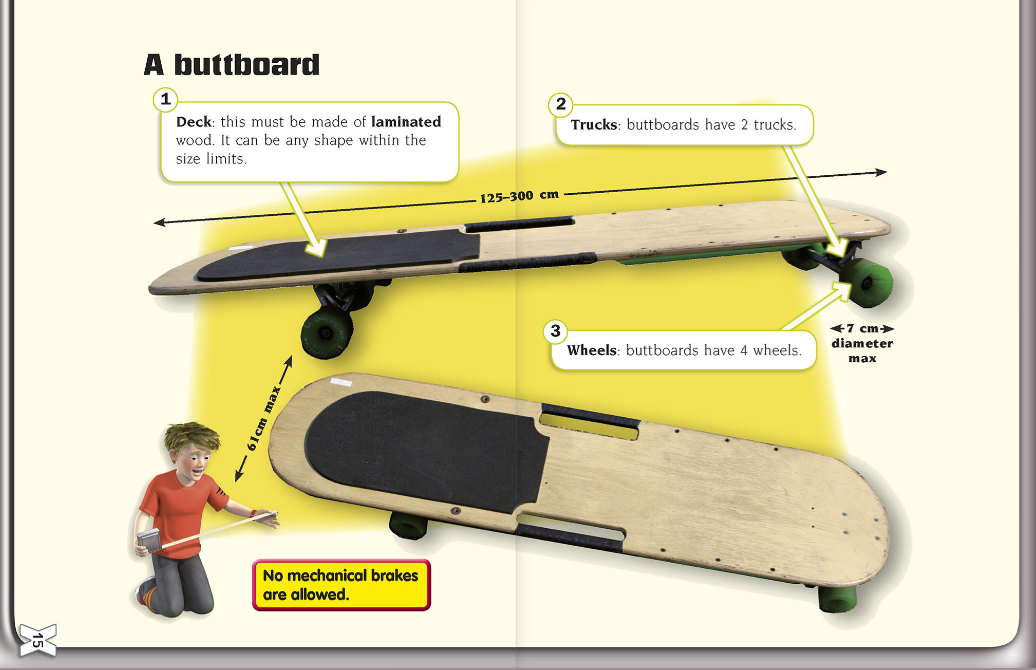 A buttboard
1
Deck: this must be made of laminated
wood. It can be any shape within the
size limits.
2
Trucks: buttboards have 2 trucks.
125–300 cm
3
Wheels: buttboards have 4 wheels.
7 cm
diameter
max
61cm max
No mechanical brakes
are allowed.
15